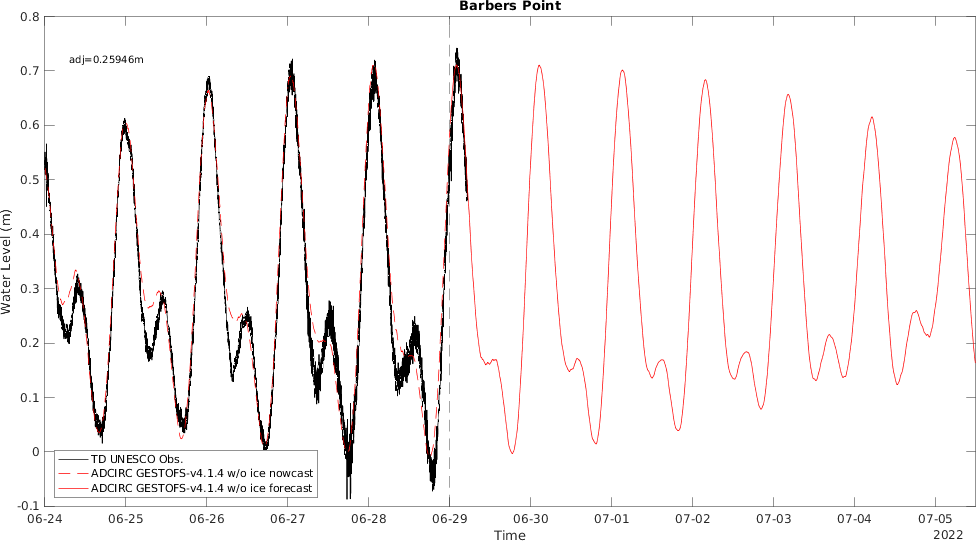 Barbers Point
0.8
0.7
0.6
0.5
0.4
0.3
0.2
0.1
0
-0.1
Water Level (m)
adj=0.25946m
TD UNESCO Obs.
ADCIRC GESTOFS-v4.1.4 w/o ice nowcast
ADCIRC GESTOFS-v4.1.4 w/o ice forecast
06-24 06-25 06-26 06-27 06-28 06-29 06-30 07-01 07-02 07-03 07-04 07-05
Time
2022